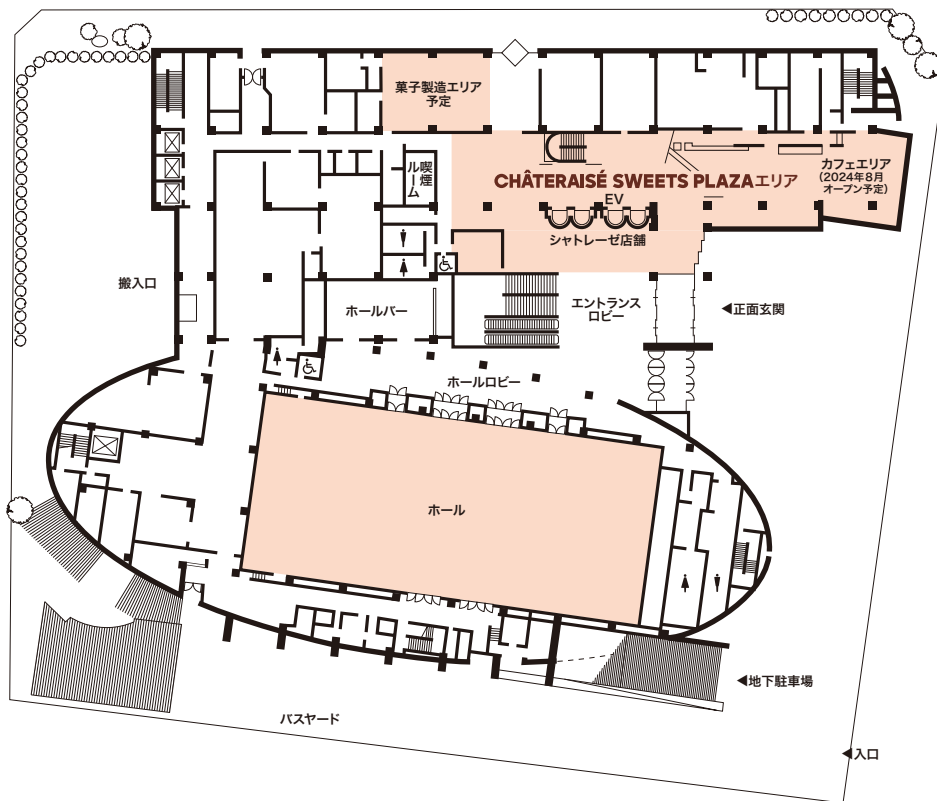 菓子製造エリア
予定
喫煙
ルーム
CHÂTERAISÉ SWEETS PLAZAエリア
EV
シャトレーゼ店舗
カフェエリア
(2024年8月
オープン予定)
搬入口
ホールバー
エントランス
ロビー
◀正面玄関
ホールロビー
ホール
◀地下駐車場
バスヤード
◀入口